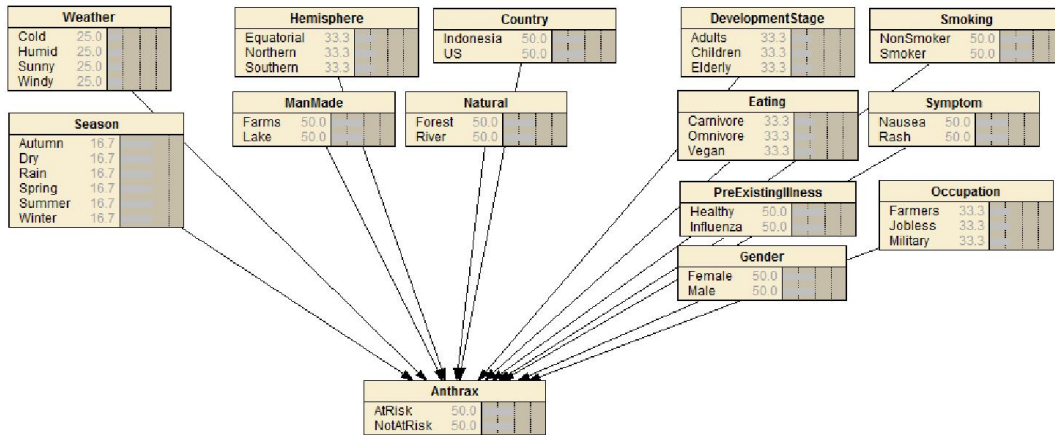 Weather
Cold 25.0
Humid 25.0
Sunny 25.0
Windy 25.0
Hemisphere
Equatorial 33.3
Northern 33.3
Southern 33.3
Country
Indonesia 50.0
US 50.0
DevelopmentStage
Adults 33.3
Children 33.3
Elderly 33.3
Smoking
NonSmoker 50.0
Smoker 50.0
Season
Autumn 16.7
Dry 16.7
Rain 16.7
Spring 16.7
Summer 16.7
Winter 16.7
ManMade
Farms 50.0
Lake 50.0
Natural
Forest 50.0
River 50.0
Eating
Carnivore 33.3
Omnivore 33.3
Vegan 33.3
Symptom
Nausea 50.0
Rash 50.0
PreExistingIllness
Healthy 50.0
Influenza 50.0
Occupation
Farmers 33.3
Jobless 33.3
Military 33.3
Gender
Female 50.0
Male 50.0
Anthrax
AtRisk 50.0
NotAtRisk 50.0